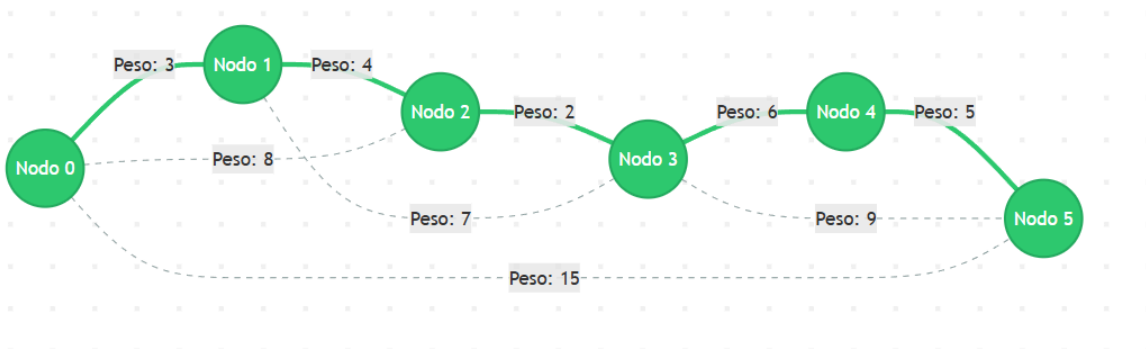 Peso: 3
Nodo 1
Peso: 4
Nodo 2
Peso: 2
Peso: 6
Nodo 4
Peso: 5
Nodo 0
Peso: 8
Nodo 3
Peso: 7
Peso: 9
Nodo 5
Peso: 15